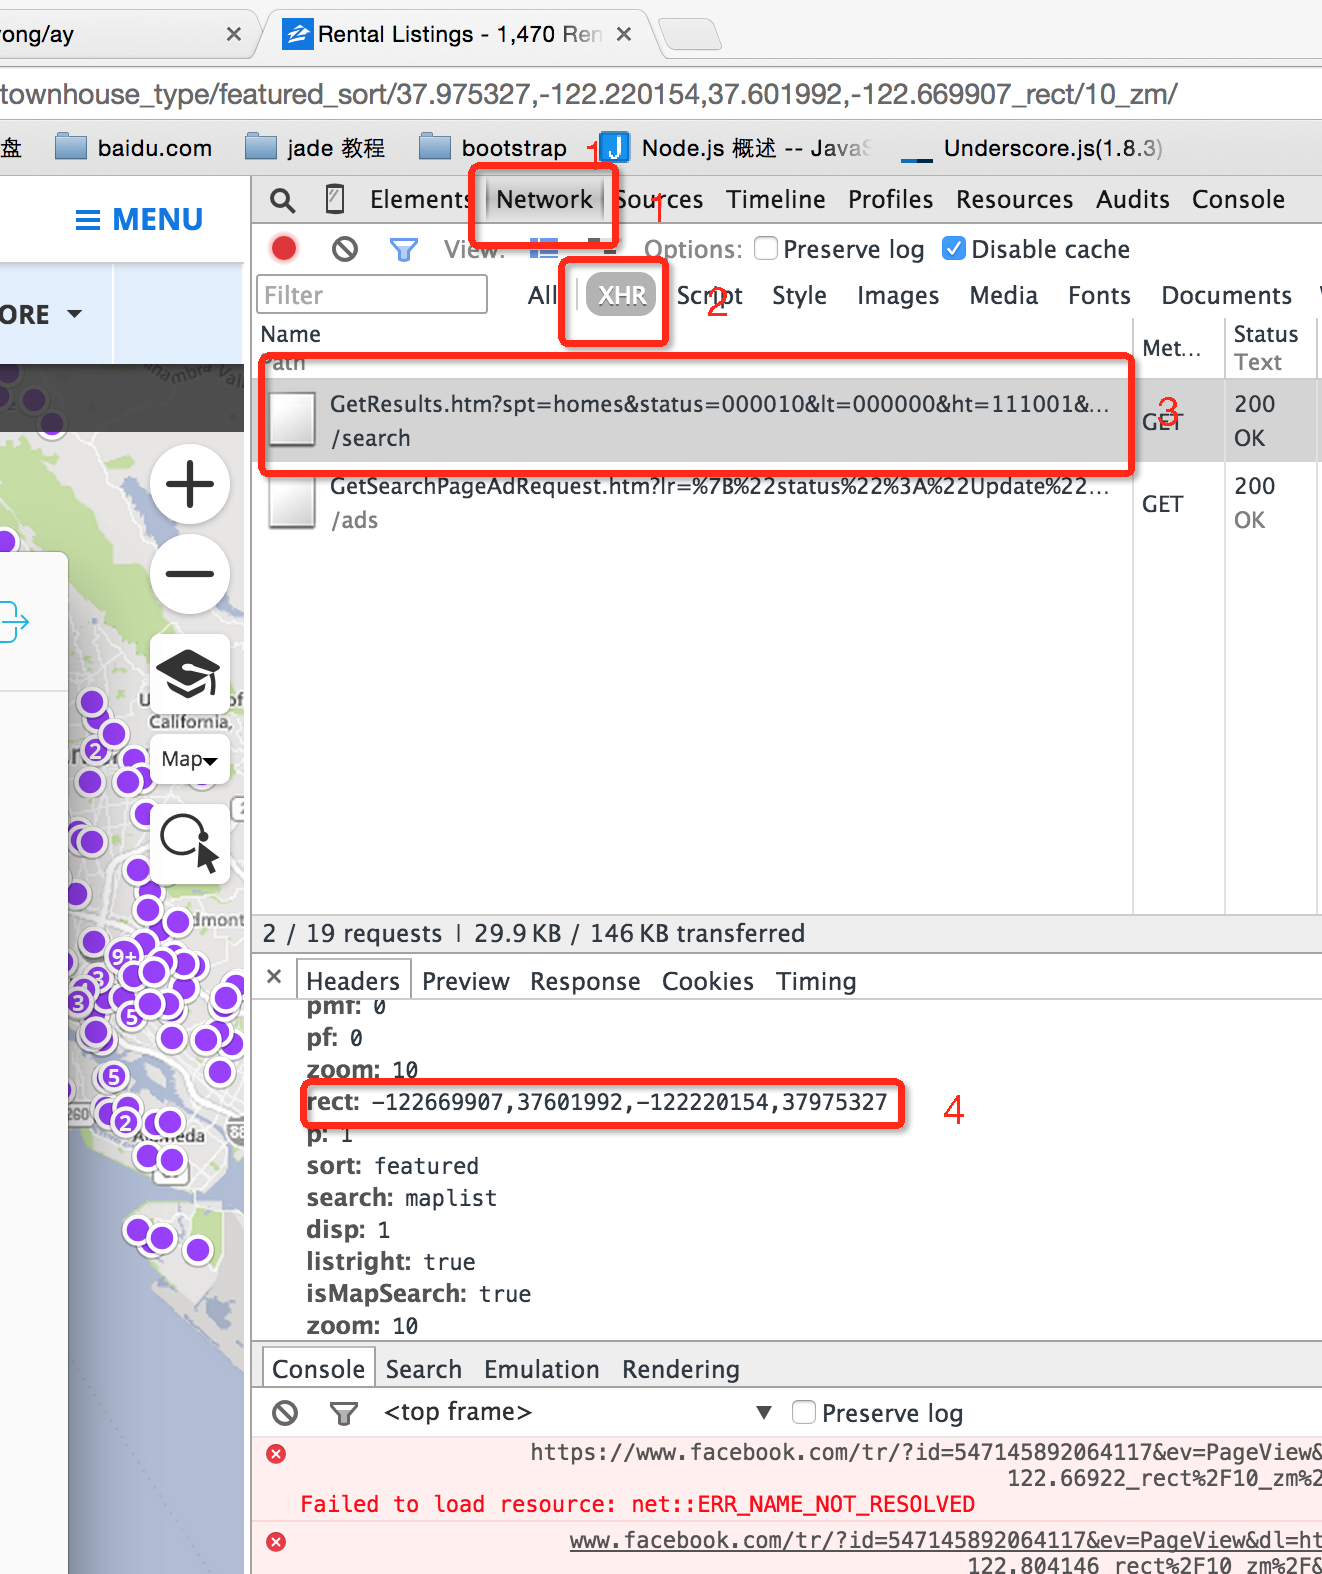 ong/ay
Rental Listings - 1,470 Ren
townhouse_type/featured_sort/37.975327,-122.220154,37.601992,-122.669907_rect/10_zm/
盘 baidu.com jade 教程 bootstrap Node.js 概述 -- JavaS Underscore.js(1.8.3)
1
MENU
Elements Network Sources Timeline Profiles Resources Audits Console
1
View: Options: Preserve log Disable cache
Filter All XHR Script Style Images Media Fonts Documents
2
ORE
Name Met... Status
Path Text
GetResults.htm?spt=homes&status=000010&lt=000000&ht=111001&... GET 200
/search OK
3
GetSearchPageAdRequest.htm?lr=%7B%22status%22%3A%22Update%22... GET 200
/ads OK
California,
Map
2
2 / 19 requests | 29.9 KB / 146 KB transferred
Headers Preview Response Cookies Timing
9+
3
3
5
5
2
260
Alameda
88
pmf: 0
pf: 0
zoom: 10
rect: -122669907,37601992,-122220154,37975327
4
p: 1
sort: featured
search: maplist
disp: 1
listright: true
isMapSearch: true
zoom: 10
Console Search Emulation Rendering
<top frame> Preserve log
https://www.facebook.com/tr/?id=547145892064117&ev=PageView&
122.66922_rect%2F10_zm%2
Failed to load resource: net::ERR_NAME_NOT_RESOLVED
www.facebook.com/tr/?id=547145892064117&ev=PageView&dl=ht
122.804146_rect%2F10_zm%2F&